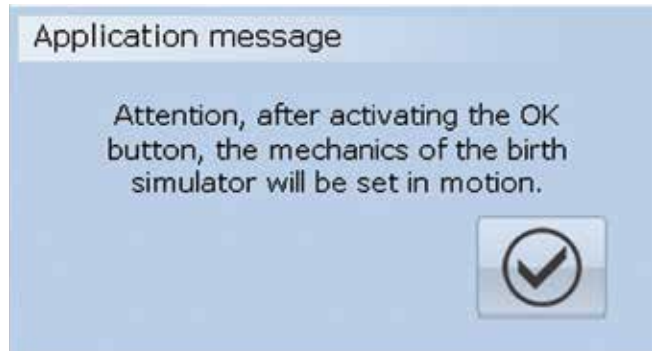 Application message
Attention, after activating the OK
button, the mechanics of the birth
simulator will be set in motion.